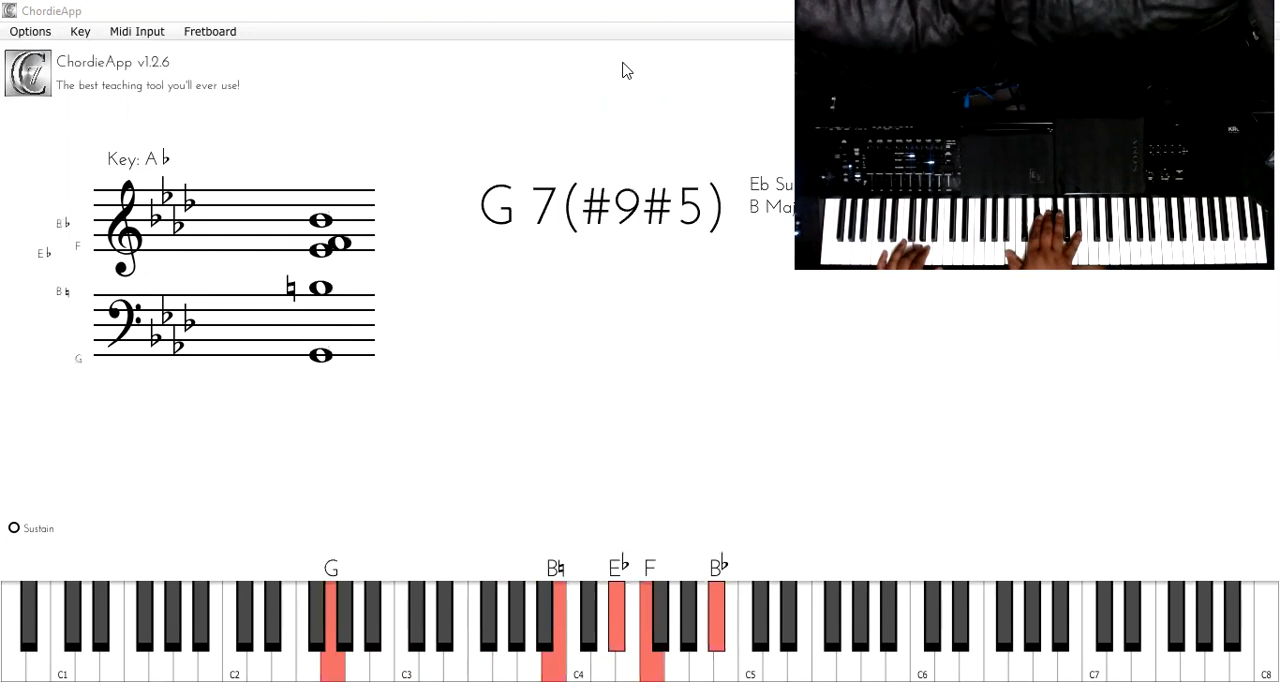 ChordieApp
Options Key Midi Input Fretboard
ChordieApp v1.2.6
The best teaching tool you'll ever use!
Key: A♭
G 7(#9#5)
Eb Su
B Maj
B♭
F
E♭
B♮
G
Sustain
G B♮ E♭ F B♭
C1 C2 C3 C4 C5 C6 C7 C8